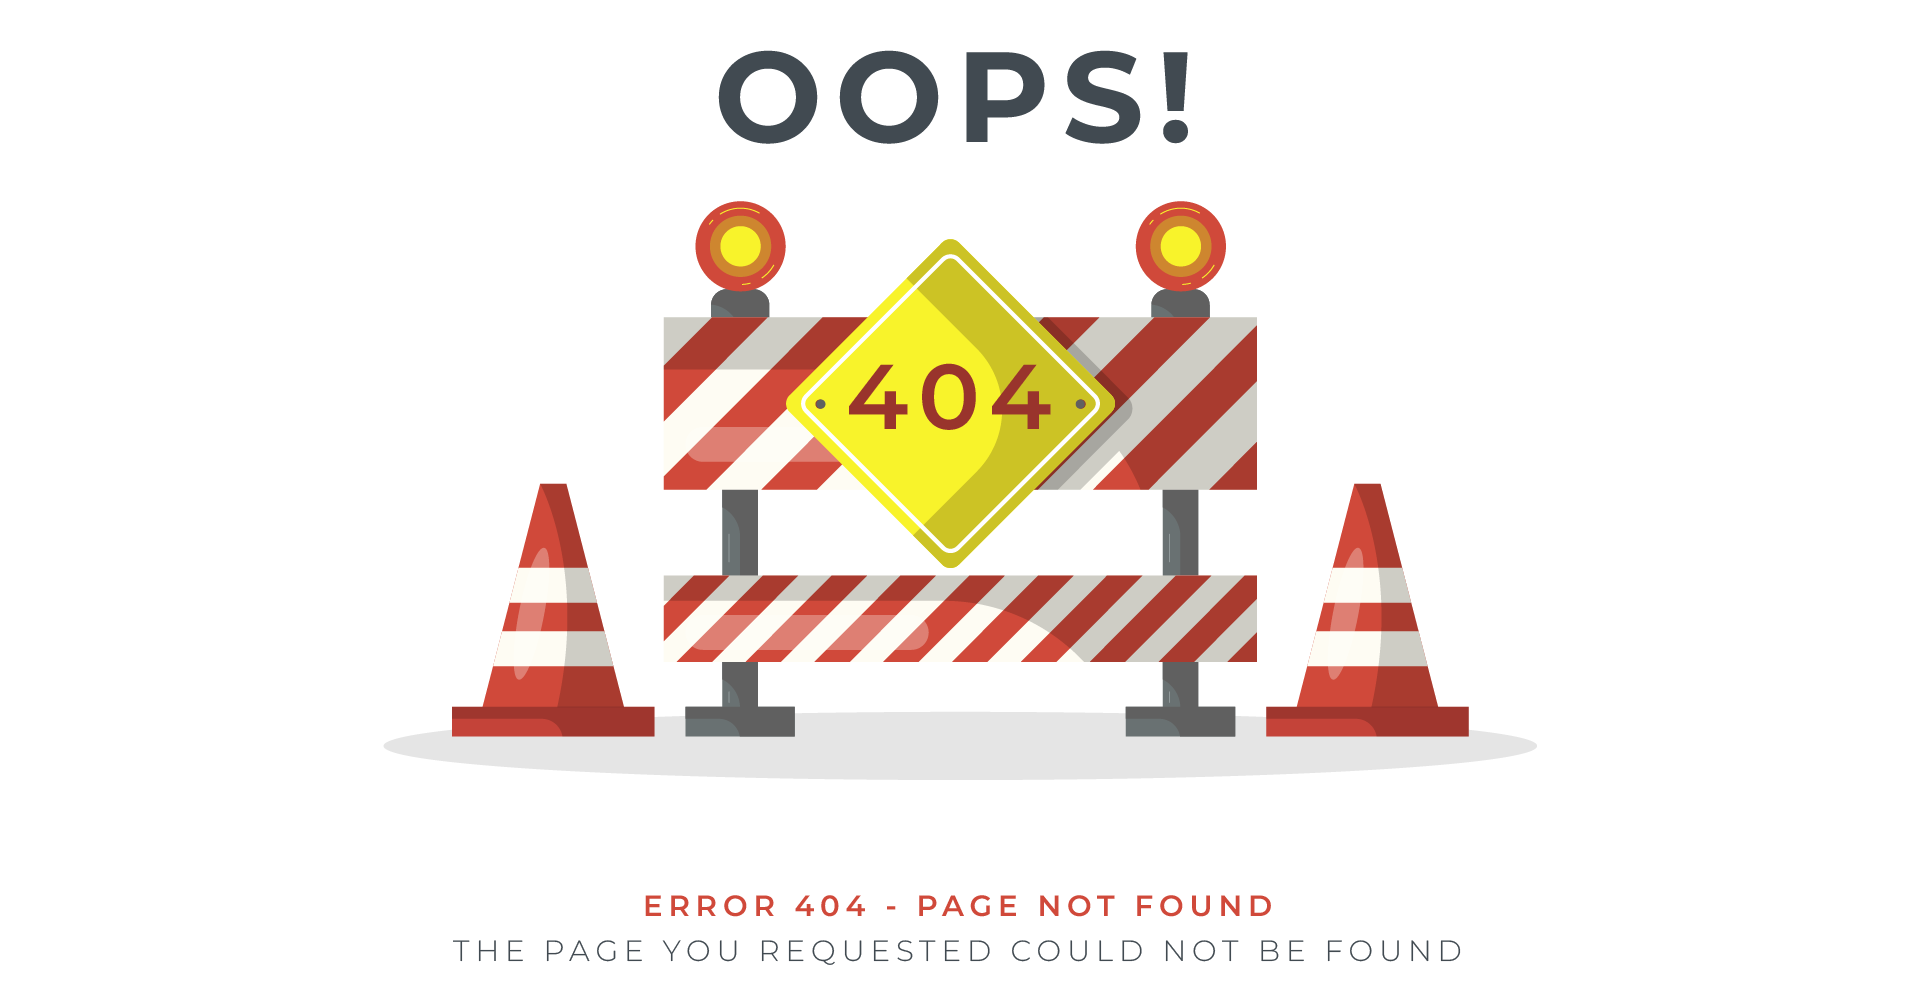 OOPS!
404
ERROR 404 - PAGE NOT FOUND
THE PAGE YOU REQUESTED COULD NOT BE FOUND